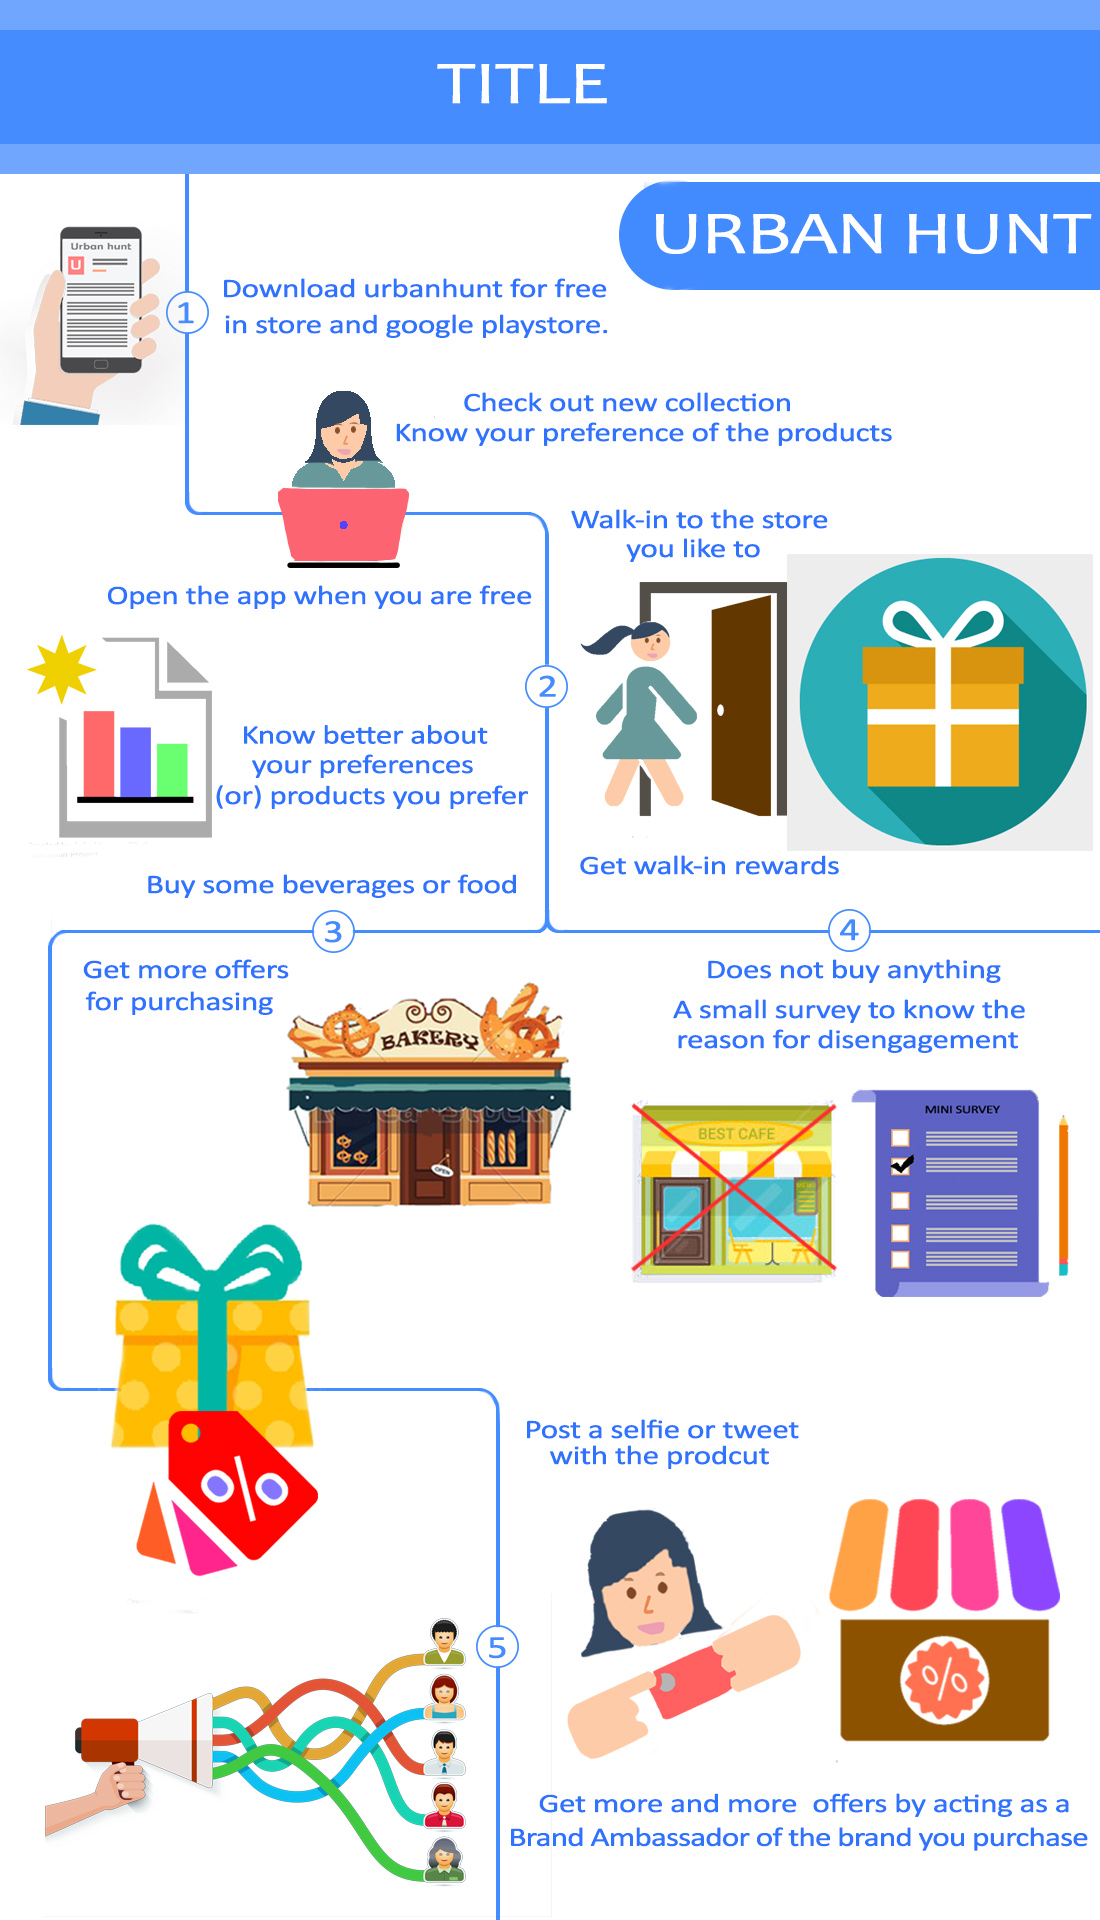 TITLE
URBAN HUNT
Urban hunt
U
1
Download urbanhunt for free
in store and google playstore.
Check out new collection
Know your preference of the products
Walk-in to the store
you like to
Open the app when you are free
2
Know better about
your preferences
(or) products you prefer
Get walk-in rewards
Buy some beverages or food
3
4
Get more offers
for purchasing
Does not buy anything
A small survey to know the
reason for disengagement
BAKERY
OPEN
BEST CAFE
MENU
MINI SURVEY
%
Post a selfie or tweet
with the prodcut
5
%
Get more and more offers by acting as a
Brand Ambassador of the brand you purchase